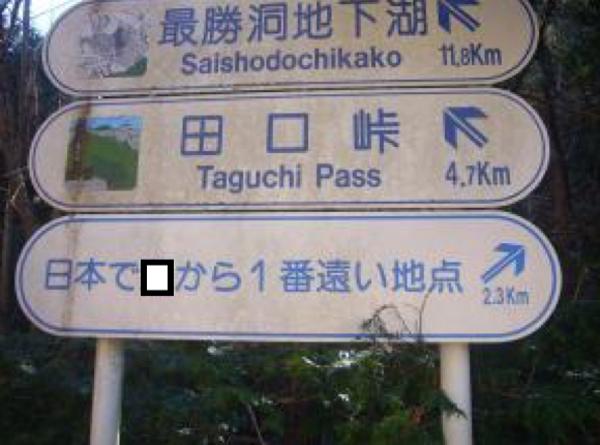 最勝洞地下湖
Saishodochikako 11.8Km
田口峠
Taguchi Pass 4.7Km
日本で から1番遠い地点
2.3Km